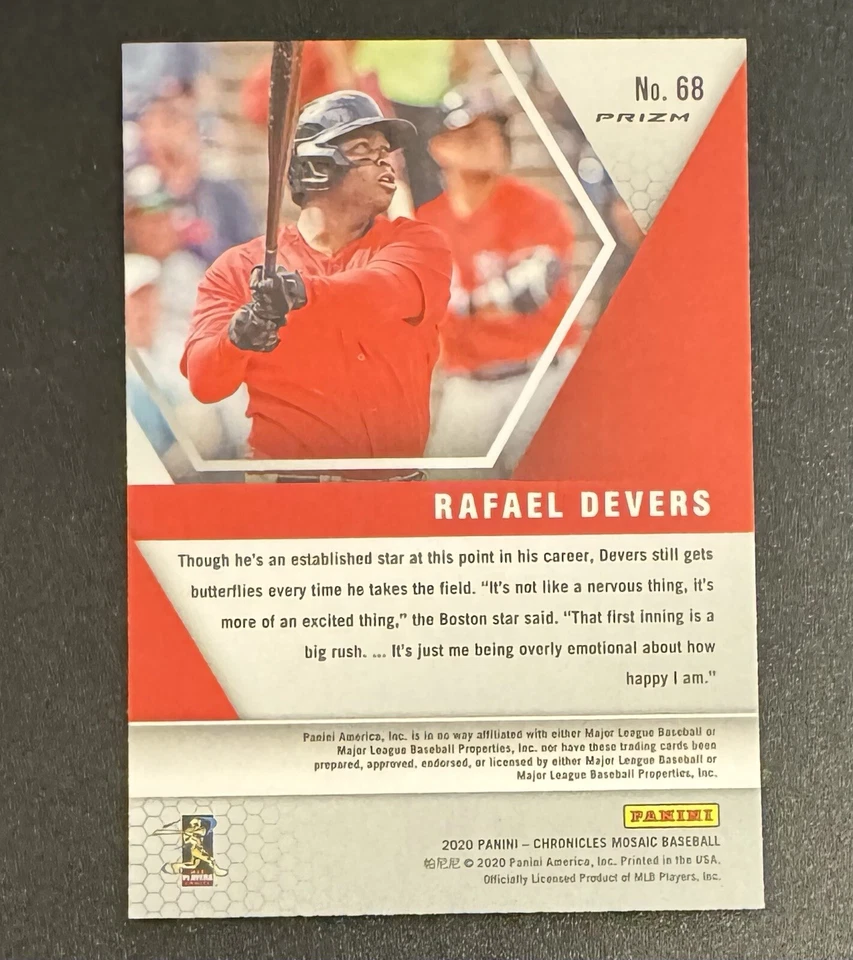 No. 68
PRIZM
RAFAEL DEVERS
Though he's an established star at this point in his career, Devers still gets
butterflies every time he takes the field. "It's not like a nervous thing, it's
more of an excited thing," the Boston star said. "That first inning is a
big rush. ... It's just me being overly emotional about how
happy I am."
Panini America, Inc. is in no way affiliated with either Major League Baseball or
Major League Baseball Properties, Inc. nor have these trading cards been
prepared, approved, endorsed, or licensed by either Major League Baseball or
Major League Baseball Properties, Inc.
PANINI
2020 PANINI – CHRONICLES MOSAIC BASEBALL
帕尼尼 © 2020 Panini America, Inc. Printed in the USA.
Officially Licensed Product of MLB Players, Inc.
PLAYERS